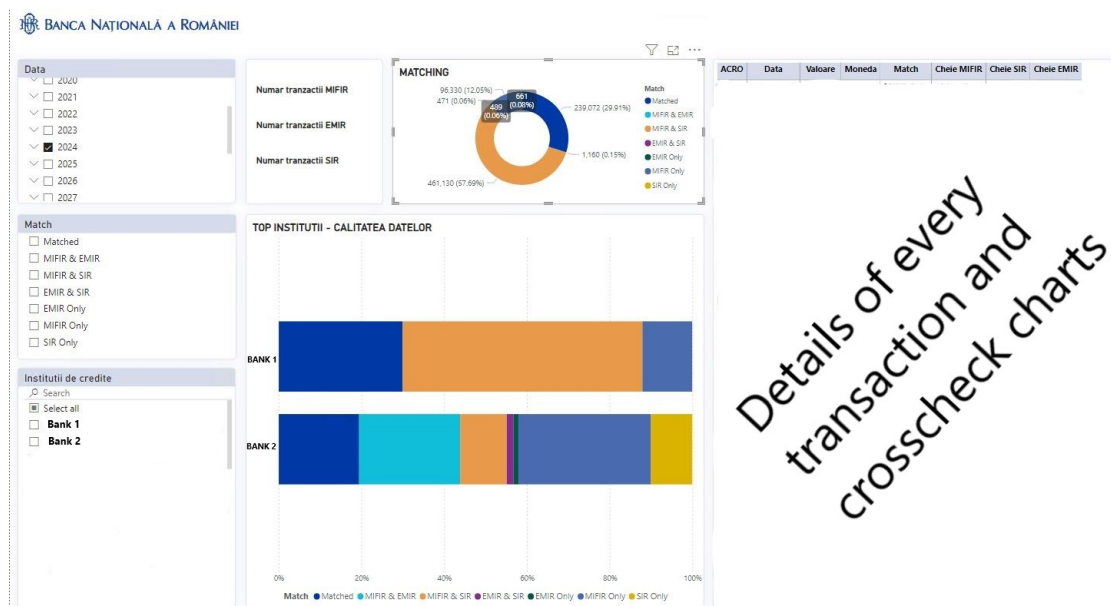 BNR BANCA NAȚIONALĂ A ROMÂNIEI
Data
2020
2021
2022
2023
2024
2025
2026
2027
Numar tranzactii MIFIR
Numar tranzactii EMIR
Numar tranzactii SIR
MATCHING
96,330 (12.05%)
471 (0.06%)
489
(0.06%)
661
(0.08%)
239,072 (29.91%)
1,160 (0.15%)
461,130 (57.69%)
Match
Matched
MIFIR & EMIR
MIFIR & SIR
EMIR & SIR
EMIR Only
MIFIR Only
SIR Only
Match
Matched
MIFIR & EMIR
MIFIR & SIR
EMIR & SIR
EMIR Only
MIFIR Only
SIR Only
Institutii de credite
Search
Select all
Bank 1
Bank 2
TOP INSTITUTII - CALITATEA DATELOR
BANK 1
BANK 2
0% 20% 40% 60% 80% 100%
Match Matched MIFIR & EMIR MIFIR & SIR EMIR & SIR EMIR Only MIFIR Only SIR Only
ACRO Data Valoare Moneda Match Cheie MIFIR Cheie SIR Cheie EMIR
Details of every
transaction and
crosscheck charts